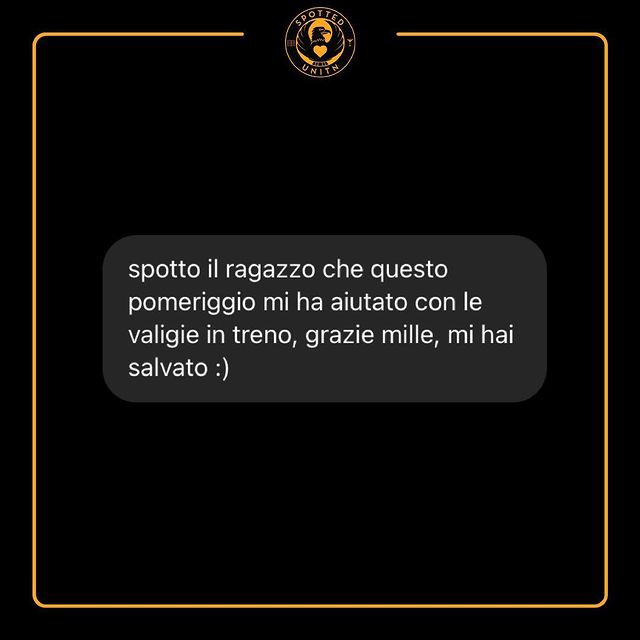 SPOTTED
UNITN
spotto il ragazzo che questo
pomeriggio mi ha aiutato con le
valigie in treno, grazie mille, mi hai
salvato :)